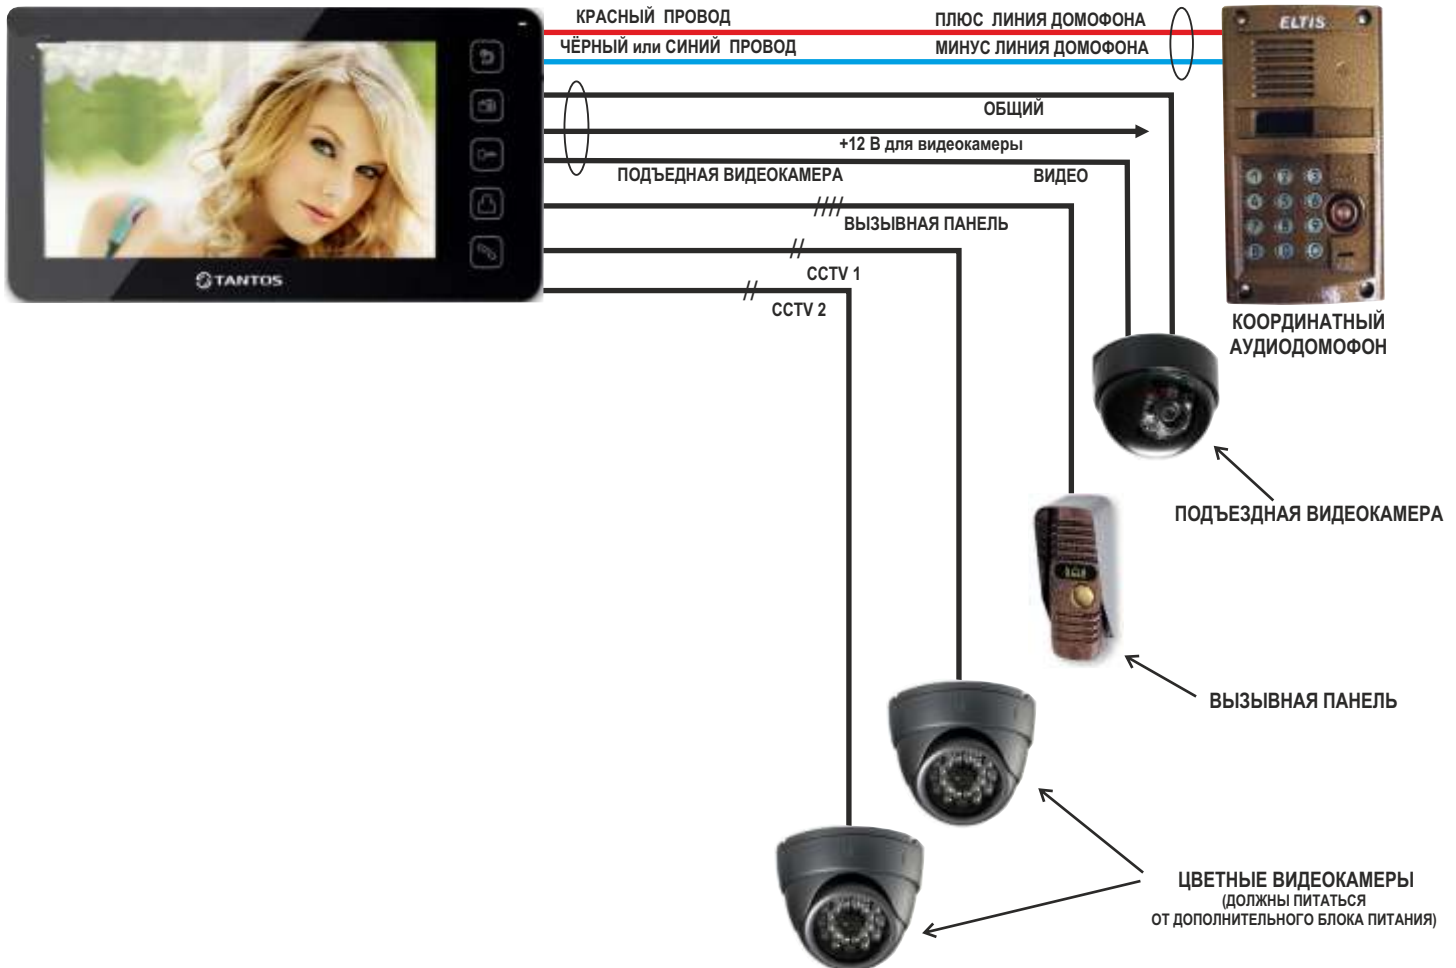 КРАСНЫЙ ПРОВОД
ПЛЮС ЛИНИЯ ДОМОФОНА
ЧЁРНЫЙ или СИНИЙ ПРОВОД
МИНУС ЛИНИЯ ДОМОФОНА
ELTIS
ОБЩИЙ
+12 В для видеокамеры
ПОДЪЕДНАЯ ВИДЕОКАМЕРА
ВИДЕО
ВЫЗЫВНАЯ ПАНЕЛЬ
TANTOS
CCTV 1
CCTV 2
КООРДИНАТНЫЙ
АУДИОДОМОФОН
ПОДЪЕЗДНАЯ ВИДЕОКАМЕРА
ВЫЗЫВНАЯ ПАНЕЛЬ
ЦВЕТНЫЕ ВИДЕОКАМЕРЫ
(ДОЛЖНЫ ПИТАТЬСЯ
ОТ ДОПОЛНИТЕЛЬНОГО БЛОКА ПИТАНИЯ)